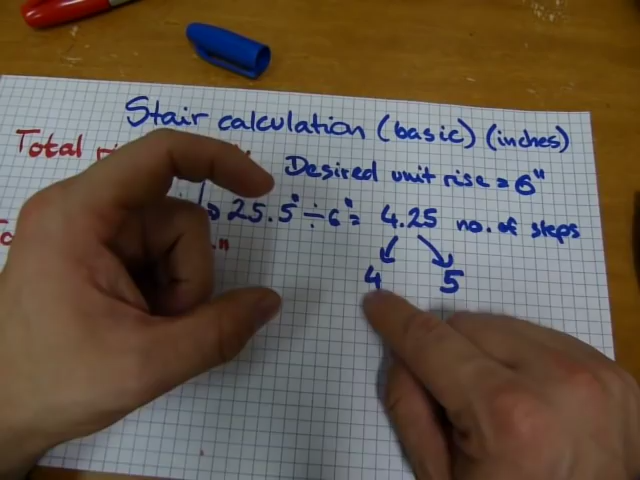 Stair calculation (basic) (inches)
Total
Desired unit rise = 6"
25.5" ÷ 6" = 4.25 no. of steps
4 5